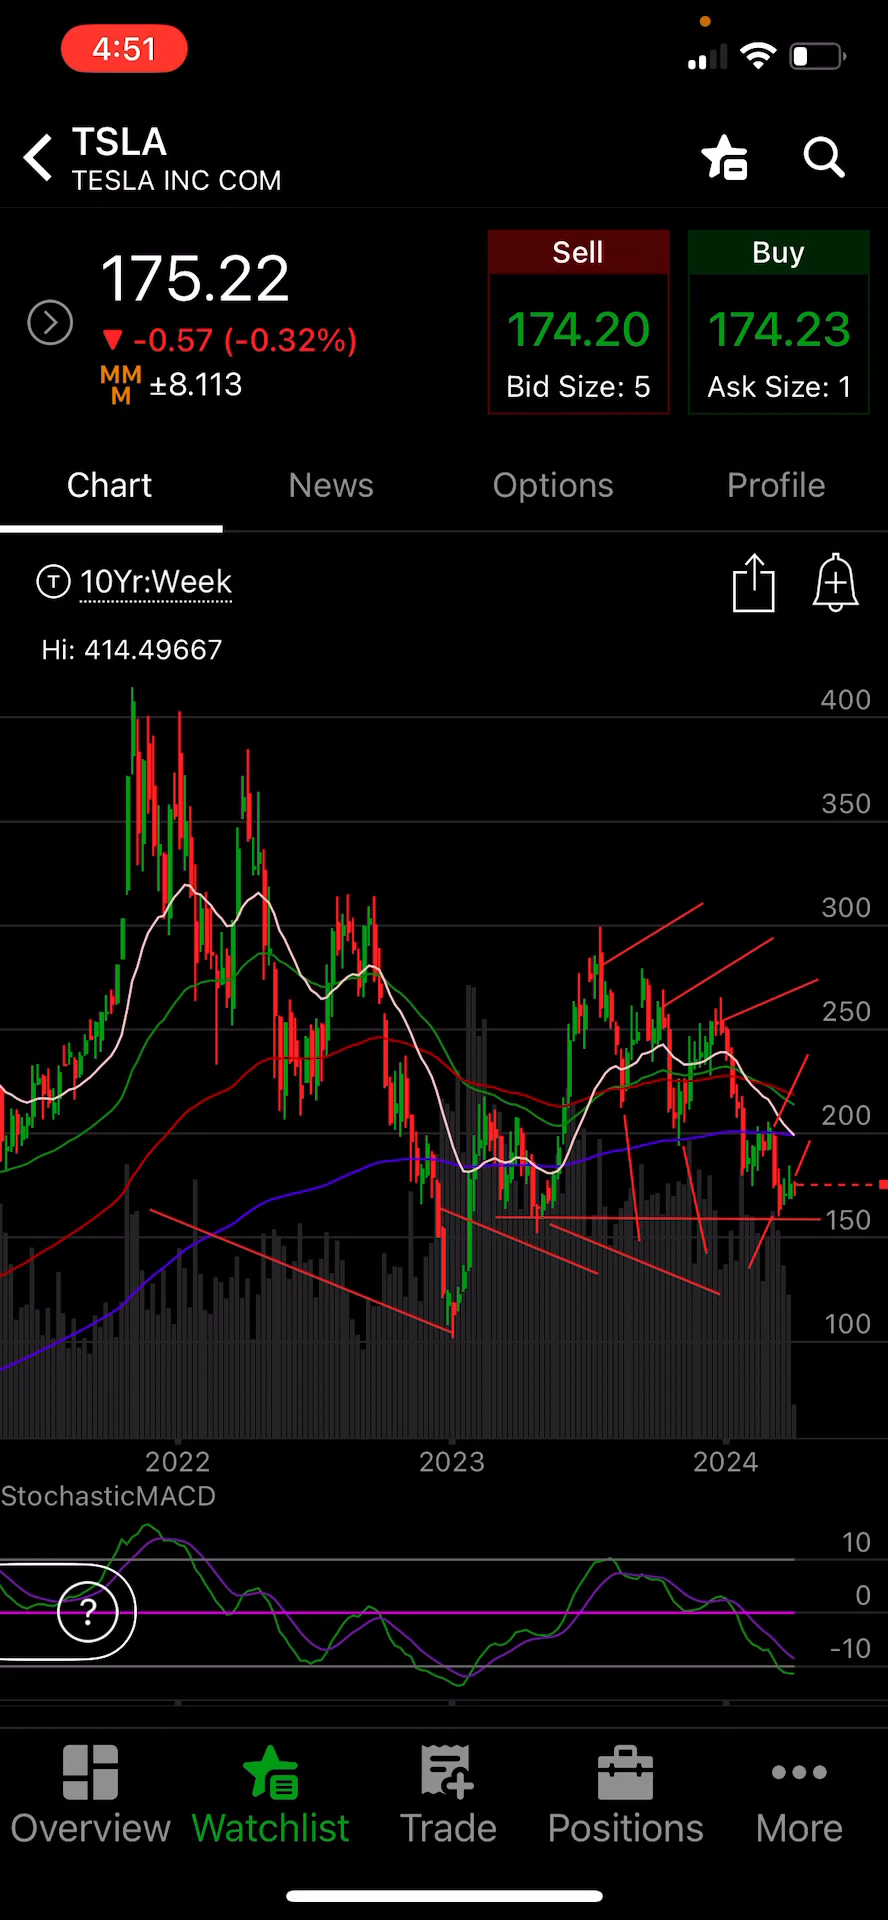 4:51
TSLA
TESLA INC COM
175.22
-0.57 (-0.32%)
MM
M
±8.113
Sell
174.20
Bid Size: 5
Buy
174.23
Ask Size: 1
Chart
News
Options
Profile
T
10Yr:Week
Hi: 414.49667
400
350
300
250
200
150
100
2022
2023
2024
StochasticMACD
10
0
-10
?
Overview
Watchlist
Trade
Positions
More